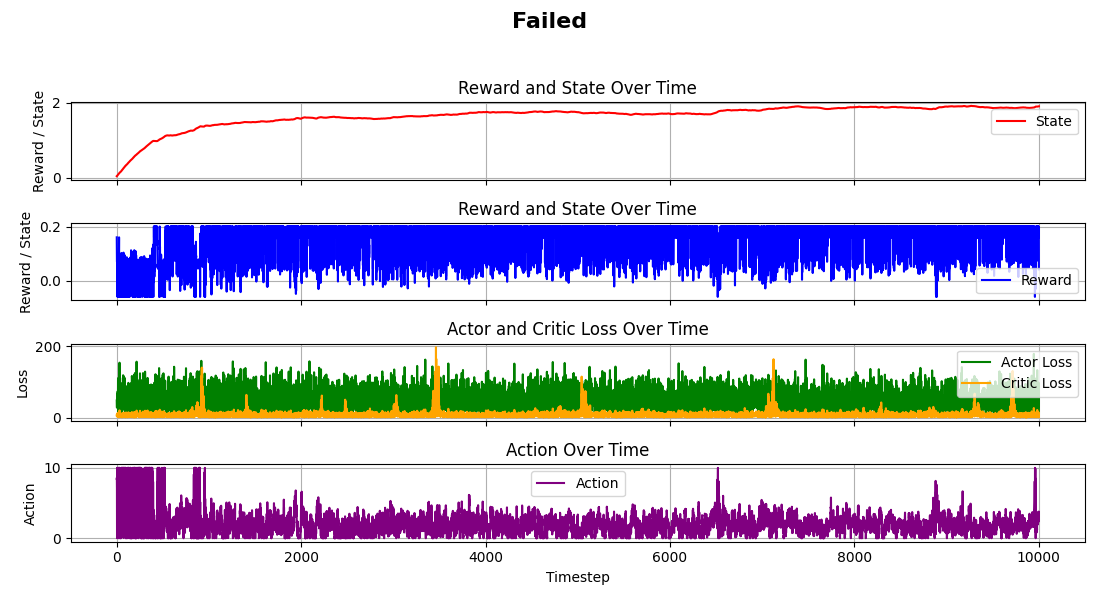 Failed
Reward and State Over Time
Reward / State
2
0
State
Reward and State Over Time
Reward / State
0.2
0.0
Reward
Actor and Critic Loss Over Time
Loss
200
0
Actor Loss
Critic Loss
Action Over Time
Action
10
0
Action
0 2000 4000 6000 8000 10000
Timestep